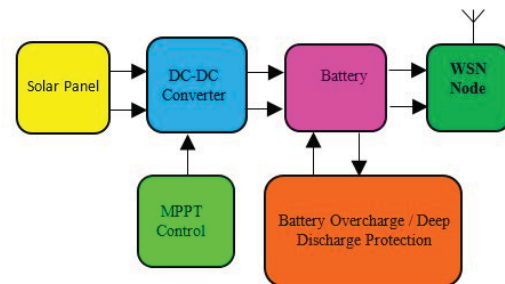 Solar Panel
DC-DC
Converter
Battery
WSN
Node
MPPT
Control
Battery Overcharge / Deep
Discharge Protection